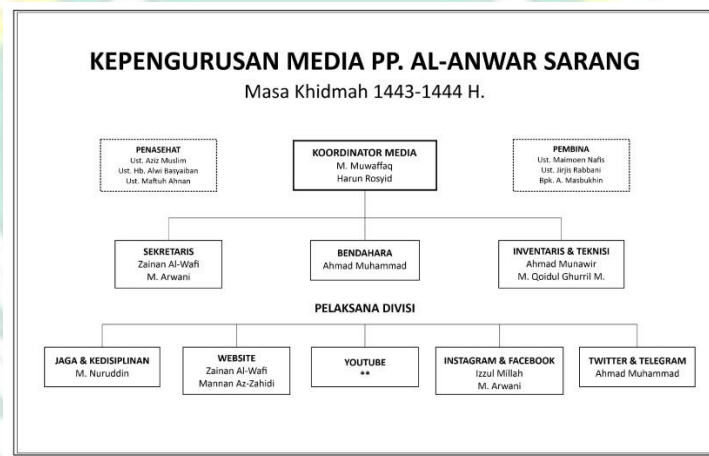 KEPENGURUSAN MEDIA PP. AL-ANWAR SARANG
Masa Khidmah 1443-1444 H.
PENASEHAT
Ust. Aziz Muslim
Ust. Hb. Alwi Basyaiban
Ust. Maftuh Ahnan
KOORDINATOR MEDIA
M. Muwaffaq
Harun Rosyid
PEMBINA
Ust. Maimoen Nafis
Ust. Jirjis Rabbani
Bpk. A. Masbukhin
SEKRETARIS
Zainan Al-Wafi
M. Arwani
BENDAHARA
Ahmad Muhammad
INVENTARIS & TEKNISI
Ahmad Munawir
M. Qoidul Ghurril M.
PELAKSANA DIVISI
JAGA & KEDISIPLINAN
M. Nuruddin
WEBSITE
Zainan Al-Wafi
Mannan Az-Zahidi
YOUTUBE
**
INSTAGRAM & FACEBOOK
Izzul Millah
M. Arwani
TWITTER & TELEGRAM
Ahmad Muhammad